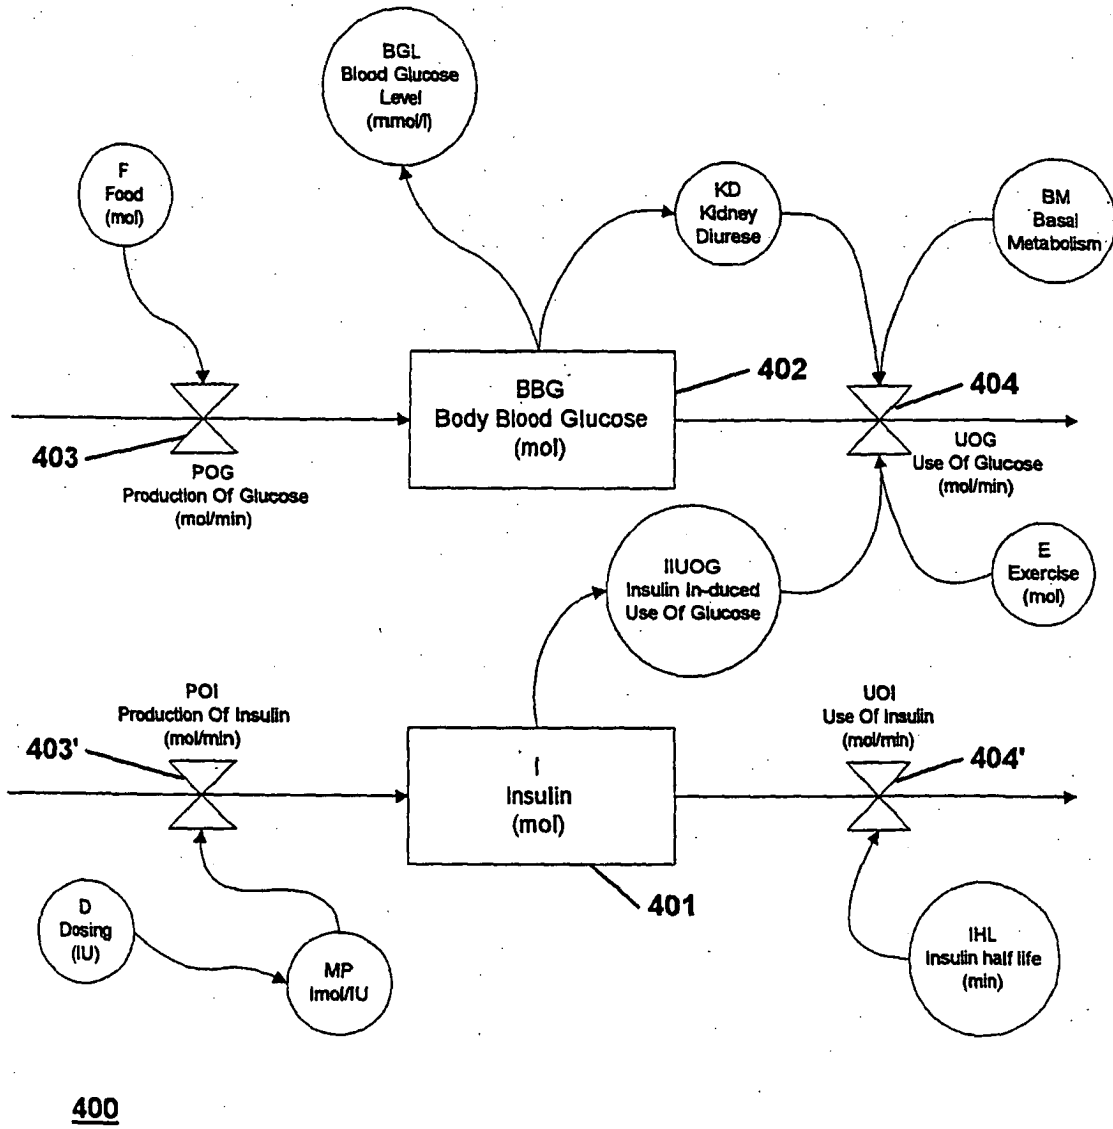 BGL
Blood Glucose
Level
(mmol/l)
F
Food
(mol)
KD
Kidney
Diurese
BM
Basal
Metabolism
BBG
Body Blood Glucose
(mol)
402
404
403
POG
Production Of Glucose
(mol/min)
UOG
Use Of Glucose
(mol/min)
IIUOG
Insulin In-duced
Use Of Glucose
E
Exercise
(mol)
POI
Production Of Insulin
(mol/min)
UOI
Use Of Insulin
(mol/min)
403'
404'
I
Insulin
(mol)
401
D
Dosing
(IU)
MP
Imol/IU
IHL
Insulin half life
(min)
400